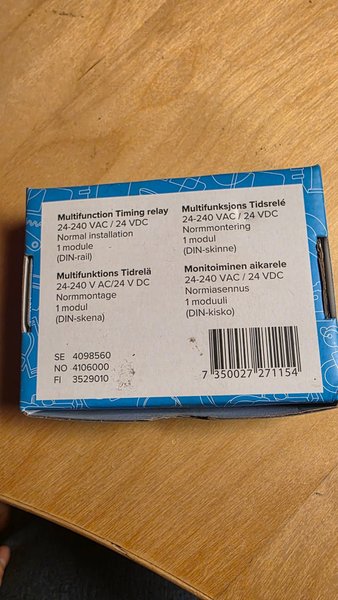 Multifunction Timing relay
24-240 VAC / 24 VDC
Normal installation
1 module
(DIN-rail)
Multifunksjons Tidsrelé
24-240 VAC / 24 VDC
Normmontering
1 modul
(DIN-skinne)
Multifunktions Tidrelä
24-240 V AC/24 V DC
Normmontage
1 modul
(DIN-skena)
Monitoiminen aikarele
24-240 VAC / 24 VDC
Normiasennus
1 moduuli
(DIN-kisko)
SE 4098560
NO 4106000
FI 3529010
7 350027 271154